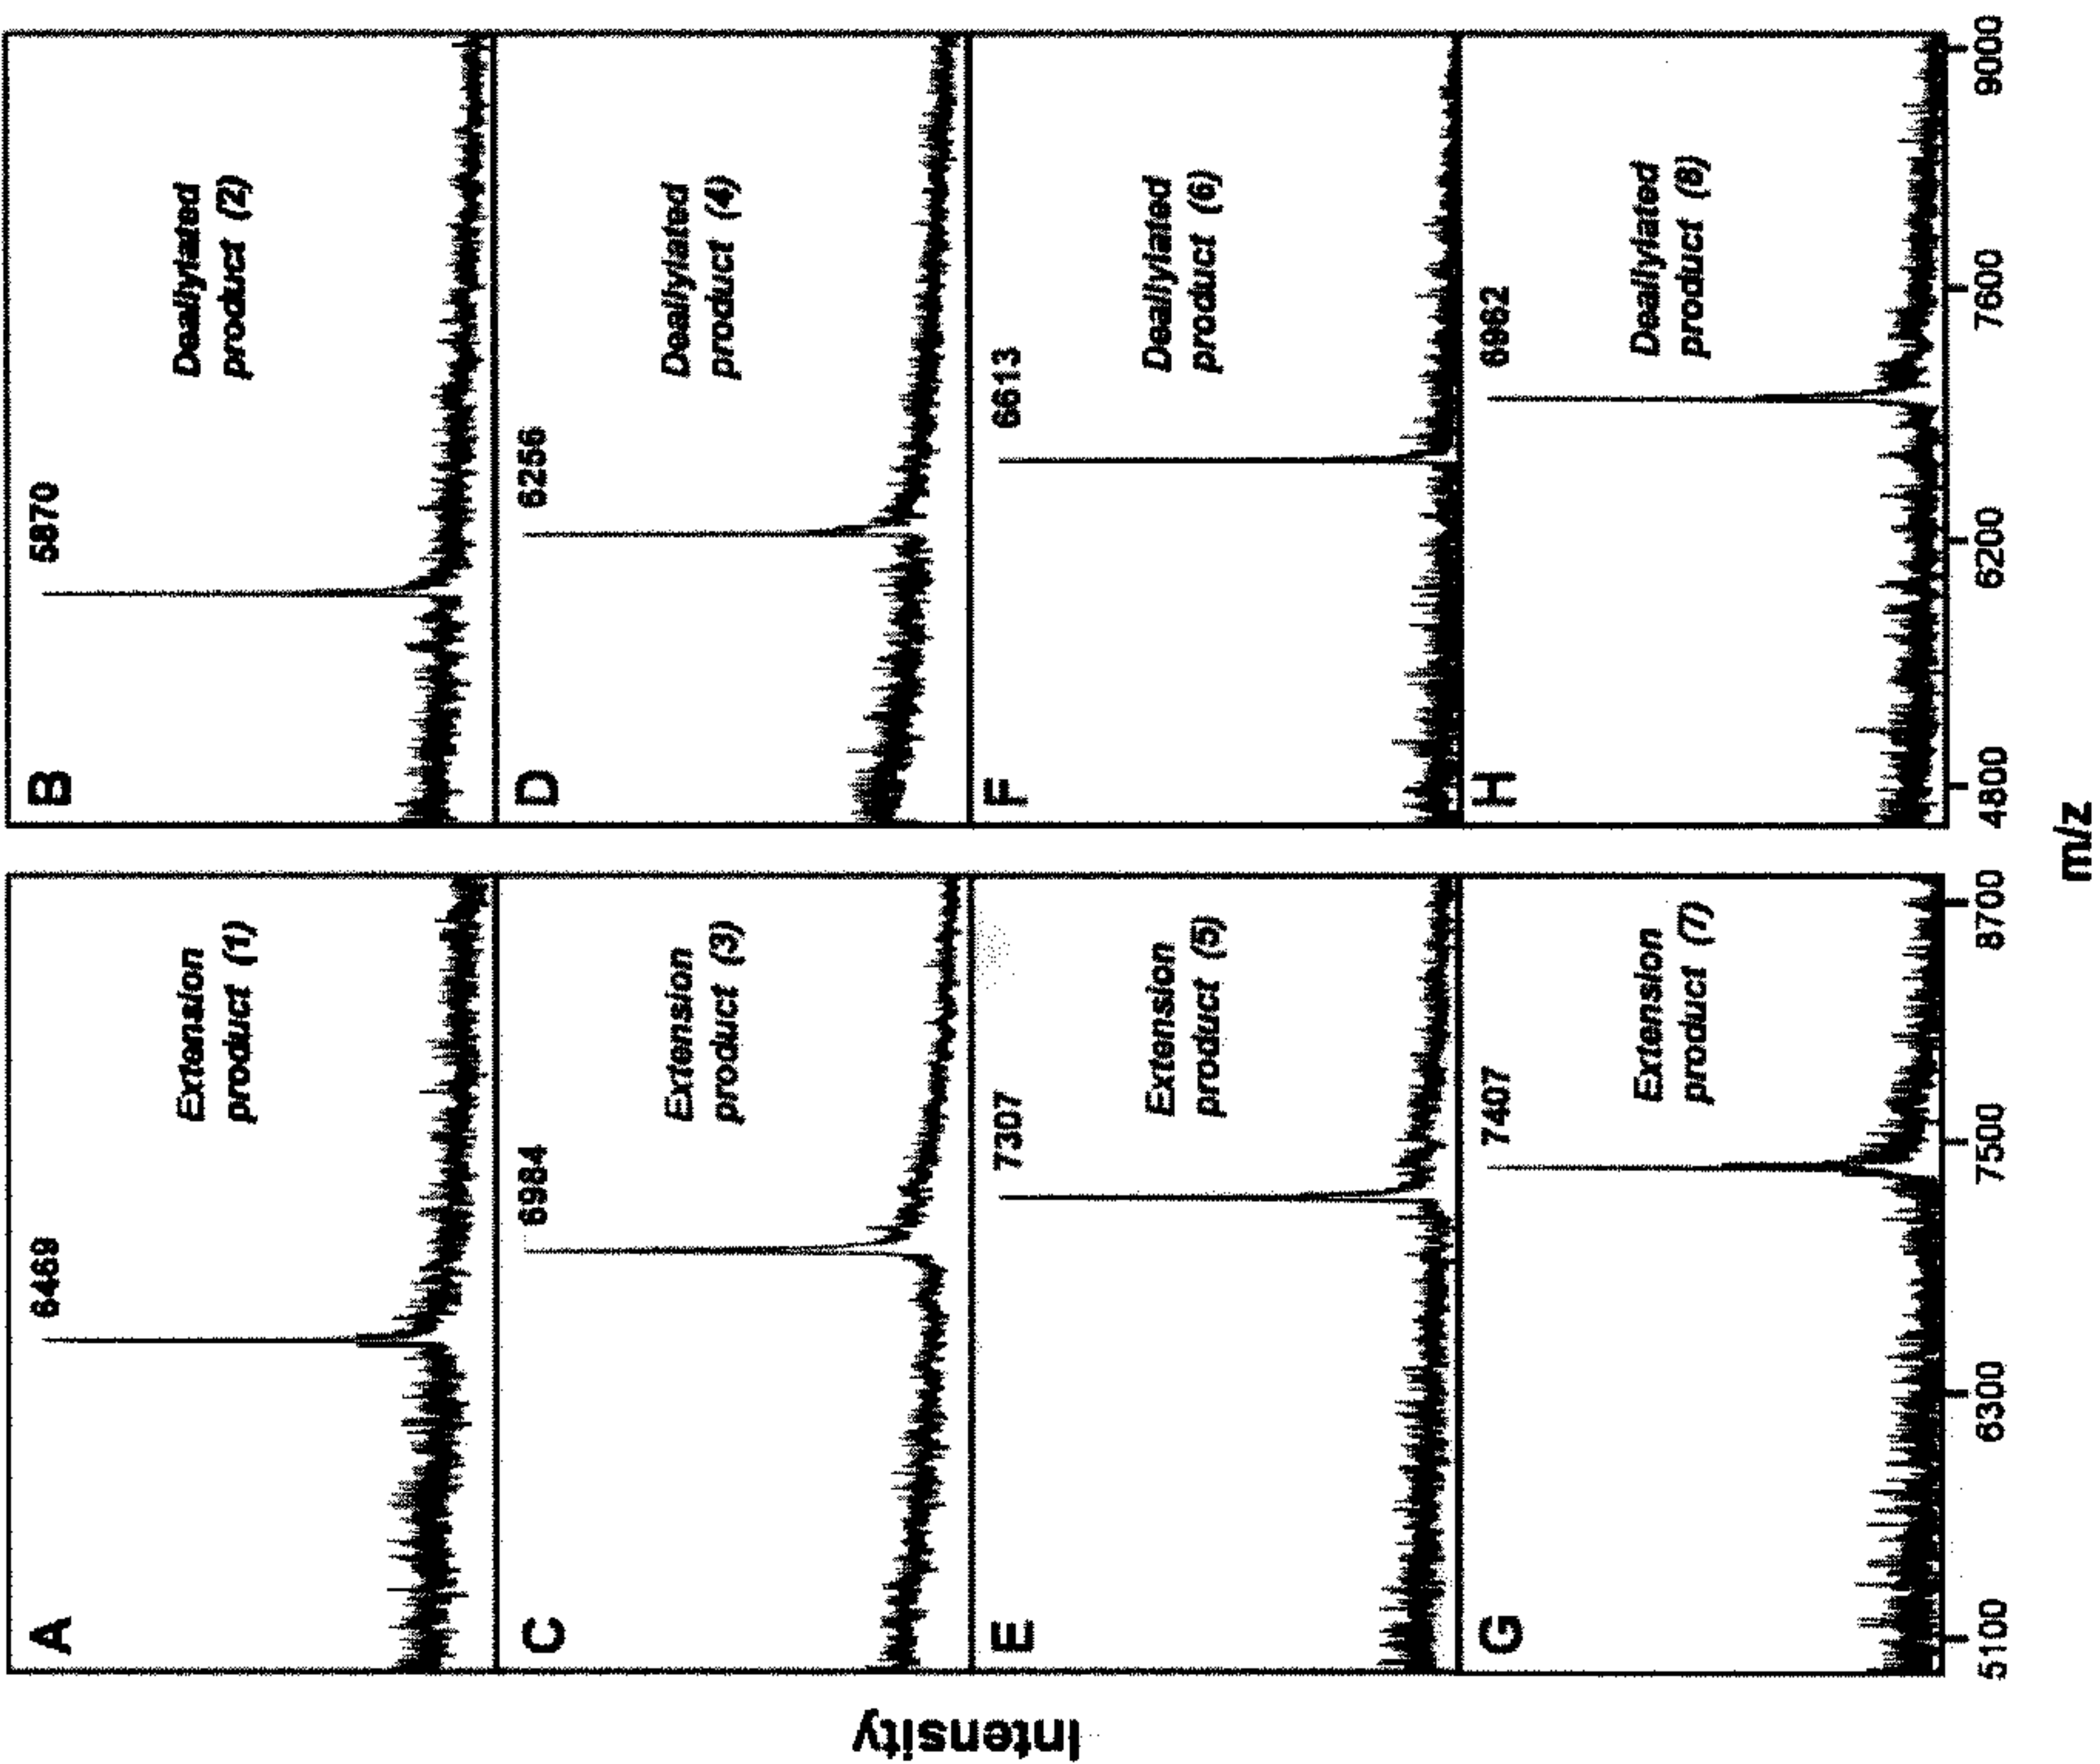 Intensity
A
6469
Extension
product (1)
B
5870
Deallylated
product (2)
C
6984
Extension
product (3)
D
6256
Deallylated
product (4)
E
7307
Extension
product (5)
F
6613
Deallylated
product (6)
G
7407
Extension
product (7)
H
6962
Deallylated
product (8)
5100 6300 7500 8700
4800 6200 7600 9000
m/z